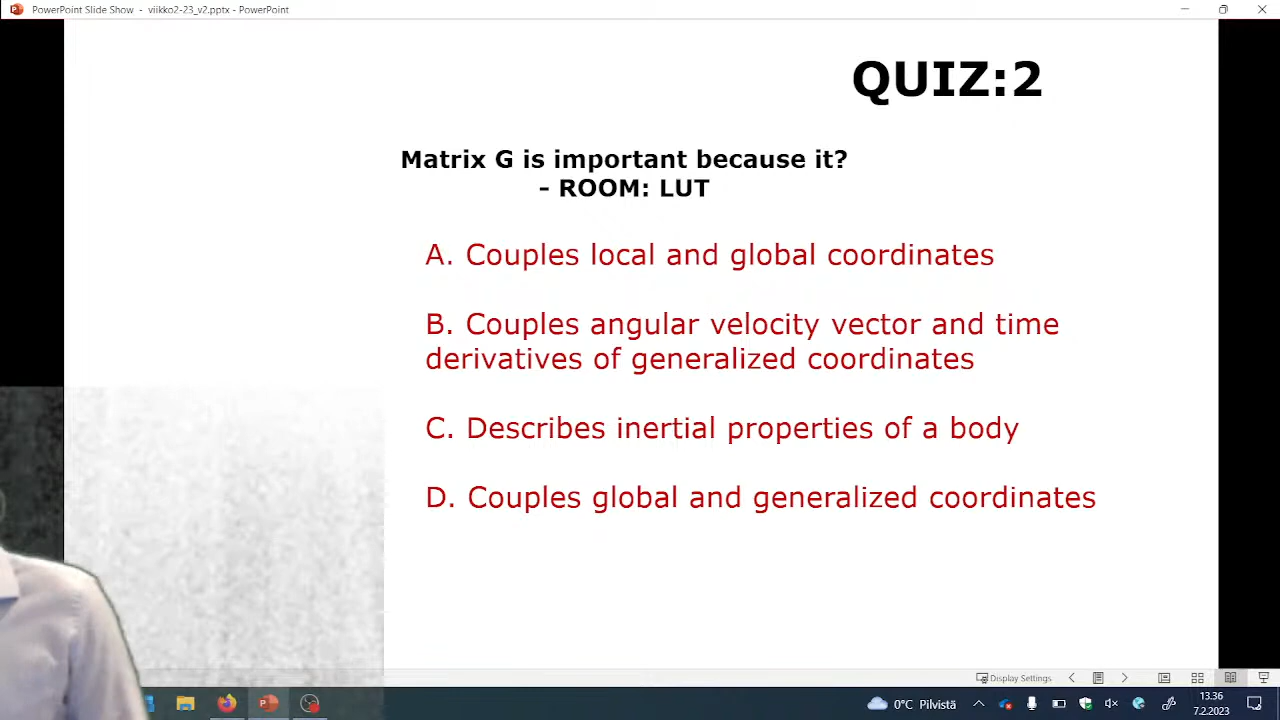 PowerPoint Slide Show - viikko2-23_v2.pptx - PowerPoint
QUIZ:2
Matrix G is important because it?
- ROOM: LUT
A. Couples local and global coordinates
B. Couples angular velocity vector and time
derivatives of generalized coordinates
C. Describes inertial properties of a body
D. Couples global and generalized coordinates
Display Settings
0°C Pilvistä
13.36
7.2.2023